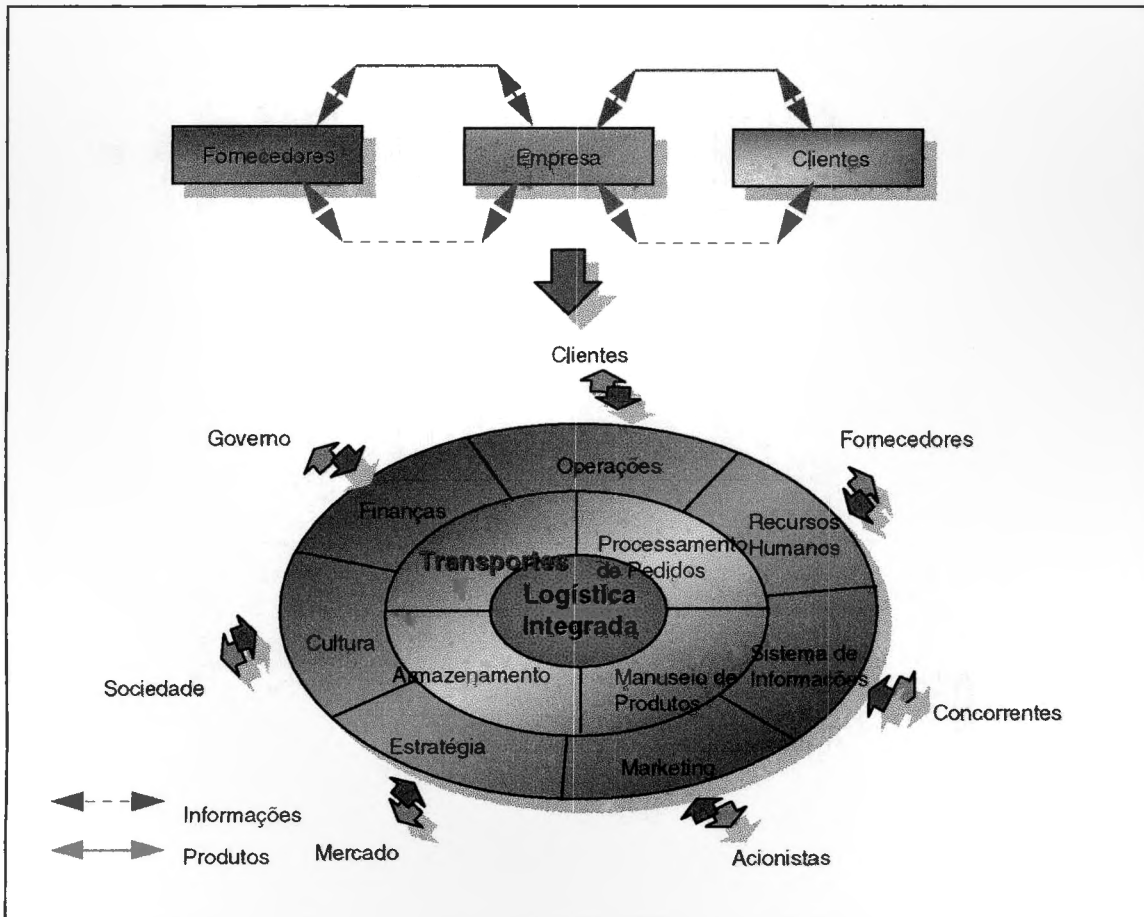 Fornecedores
Empresa
Clientes
Clientes
Governo
Fornecedores
Operações
Finanças
Recursos
Humanos
Processamento
de Pedidos
Transportes
Logística
Integrada
Cultura
Armazenamento
Manuseio de
Produtos
Sistema de
Informações
Sociedade
Concorrentes
Estratégia
Marketing
Informações
Produtos
Mercado
Acionistas